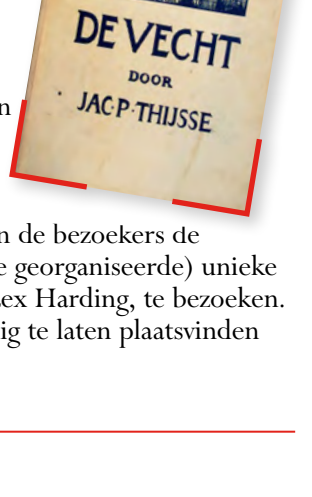 DE VECHT
DOOR
JAC·P·THIJSSE
n
n de bezoekers de
e georganiseerde) unieke
ex Harding, te bezoeken.
ig te laten plaatsvinden